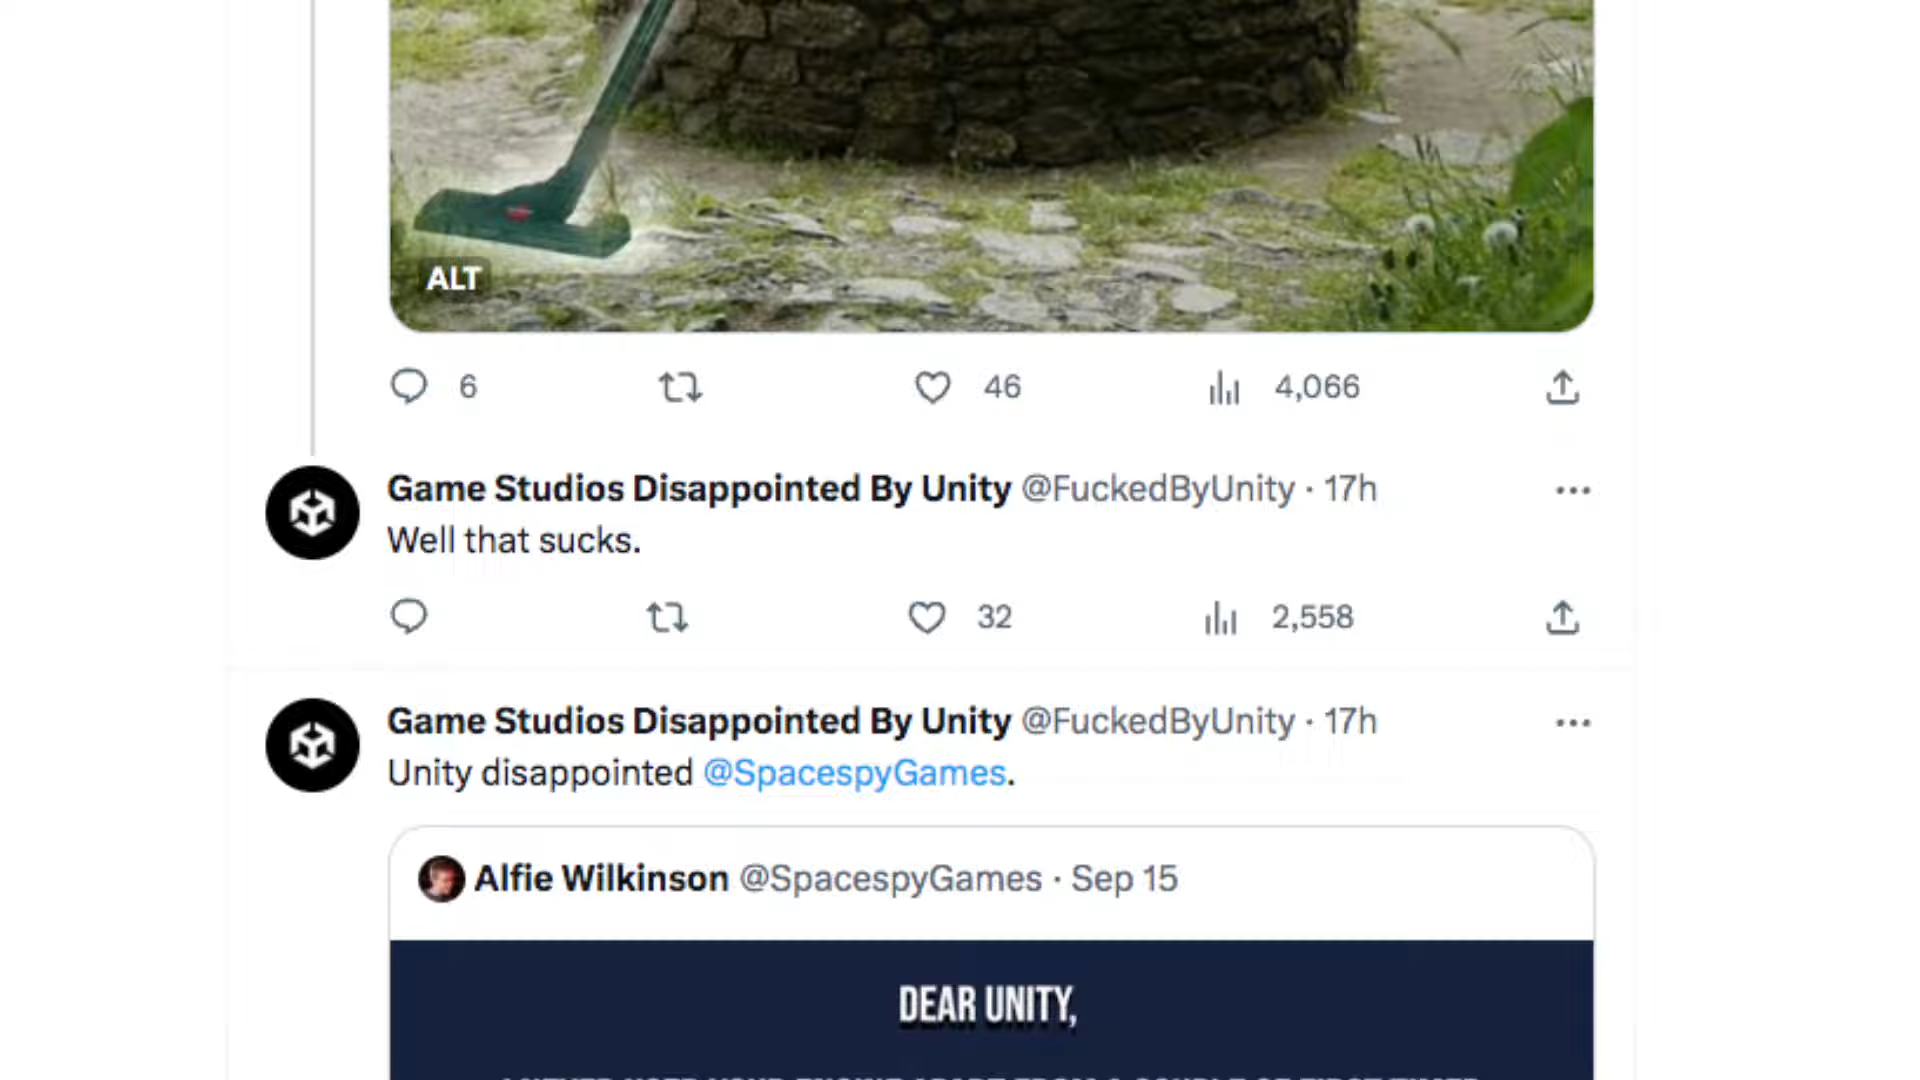 ALT
6 46 4,066
Game Studios Disappointed By Unity @FuckedByUnity · 17h
Well that sucks.
32 2,558
Game Studios Disappointed By Unity @FuckedByUnity · 17h
Unity disappointed @SpacespyGames.
Alfie Wilkinson @SpacespyGames · Sep 15
DEAR UNITY,